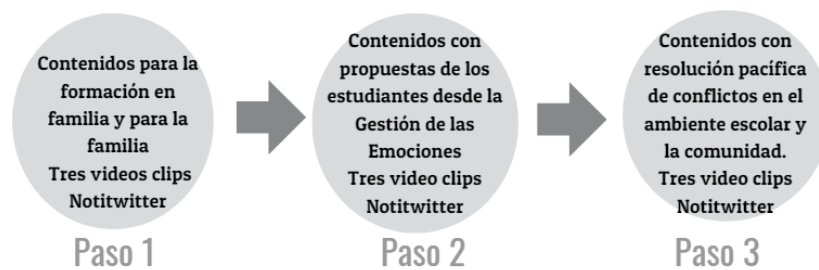 Contenidos para la
formación en
familia y para la
familia
Tres videos clips
Notitwitter
Paso 1
Contenidos con
propuestas de los
estudiantes desde la
Gestión de las
Emociones
Tres video clips
Notitwitter
Paso 2
Contenidos con
resolución pacífica
de conflictos en el
ambiente escolar y
la comunidad.
Tres video clips
Notitwitter
Paso 3